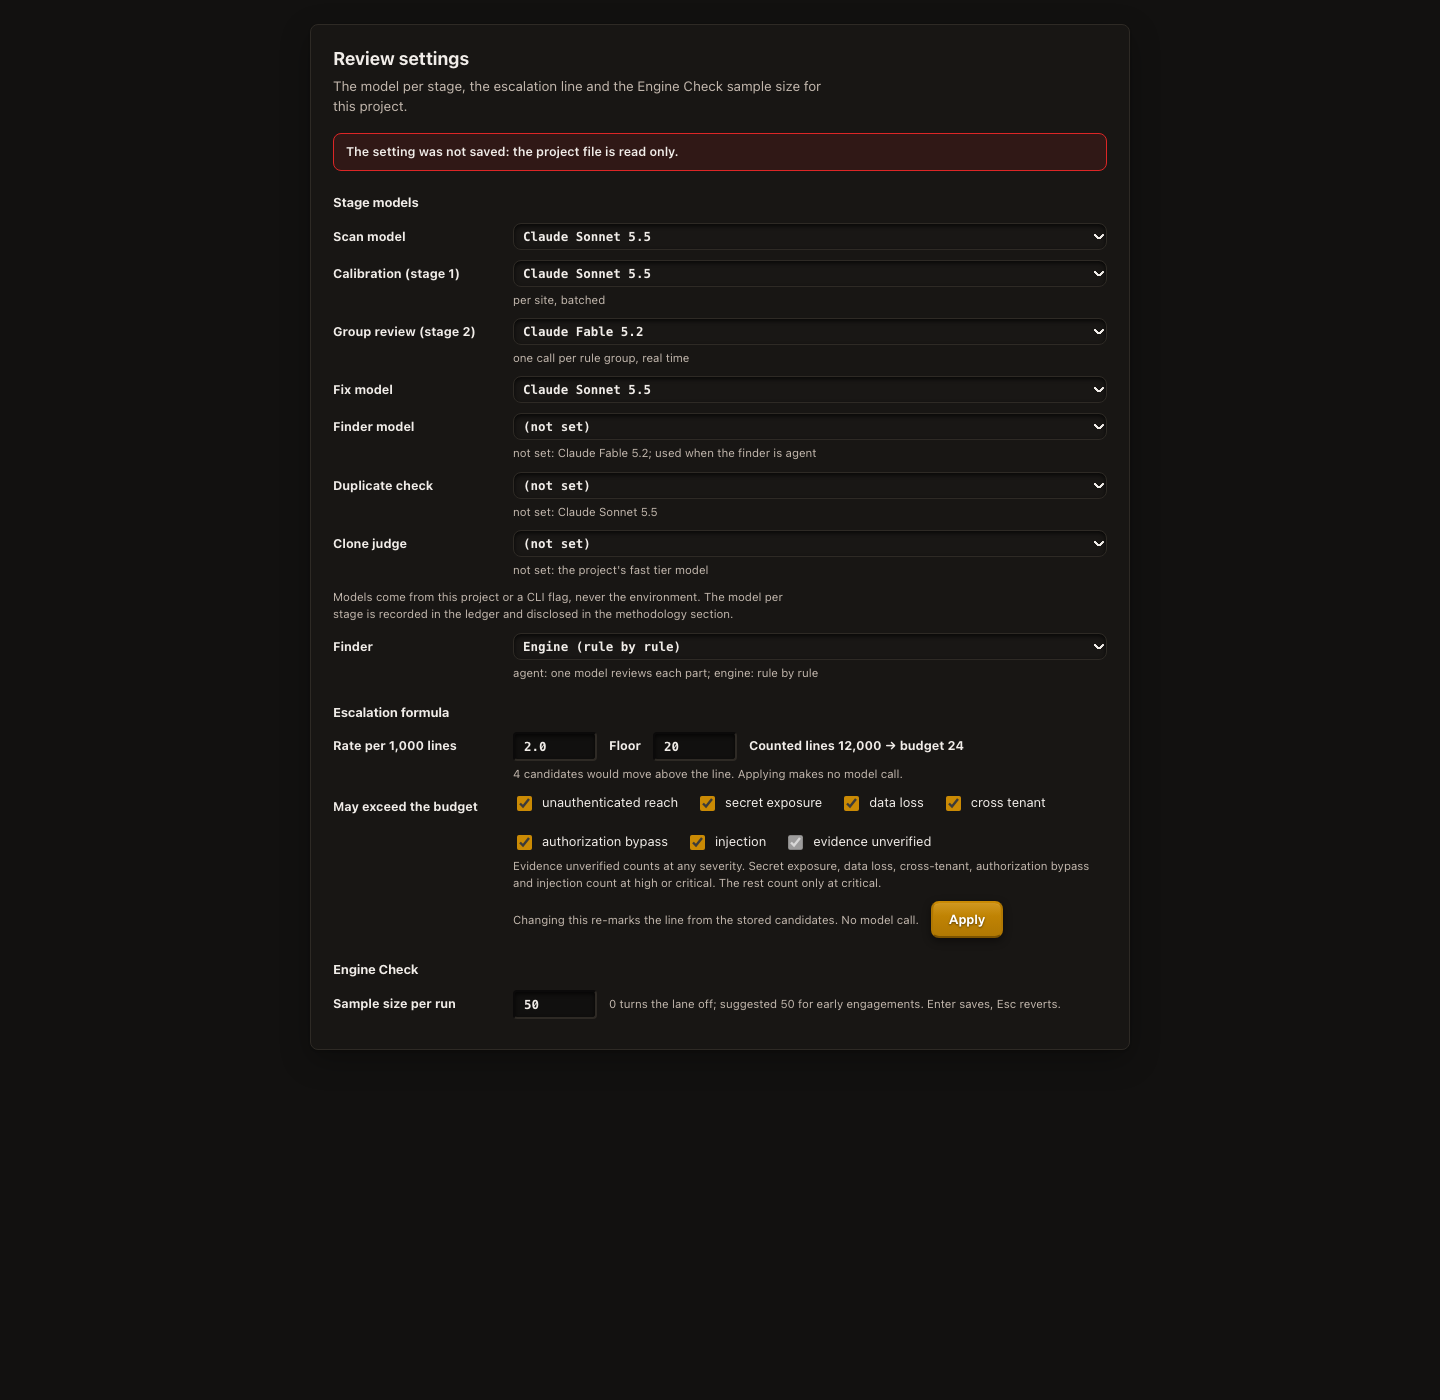 Review settings
The model per stage, the escalation line and the Engine Check sample size for
this project.
The setting was not saved: the project file is read only.
Stage models
Scan model
Claude Sonnet 5.5
Calibration (stage 1)
Claude Sonnet 5.5
per site, batched
Group review (stage 2)
Claude Fable 5.2
one call per rule group, real time
Fix model
Claude Sonnet 5.5
Finder model
(not set)
not set: Claude Fable 5.2; used when the finder is agent
Duplicate check
(not set)
not set: Claude Sonnet 5.5
Clone judge
(not set)
not set: the project's fast tier model
Models come from this project or a CLI flag, never the environment. The model per
stage is recorded in the ledger and disclosed in the methodology section.
Finder
Engine (rule by rule)
agent: one model reviews each part; engine: rule by rule
Escalation formula
Rate per 1,000 lines
2.0
Floor
20
Counted lines 12,000 → budget 24
4 candidates would move above the line. Applying makes no model call.
May exceed the budget
unauthenticated reach
secret exposure
data loss
cross tenant
authorization bypass
injection
evidence unverified
Evidence unverified counts at any severity. Secret exposure, data loss, cross-tenant, authorization bypass
and injection count at high or critical. The rest count only at critical.
Changing this re-marks the line from the stored candidates. No model call.
Apply
Engine Check
Sample size per run
50
0 turns the lane off; suggested 50 for early engagements. Enter saves, Esc reverts.